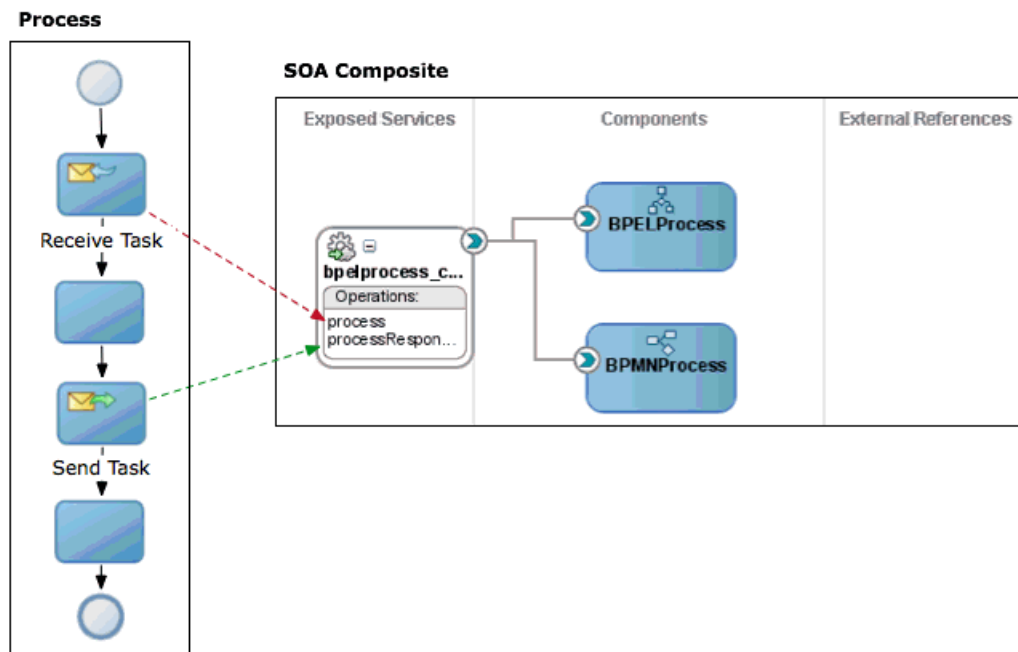 Process
SOA Composite
Exposed Services
Components
External References
Receive Task
bpelprocess_c...
Operations:
process
processRespon...
BPELProcess
BPMNProcess
Send Task